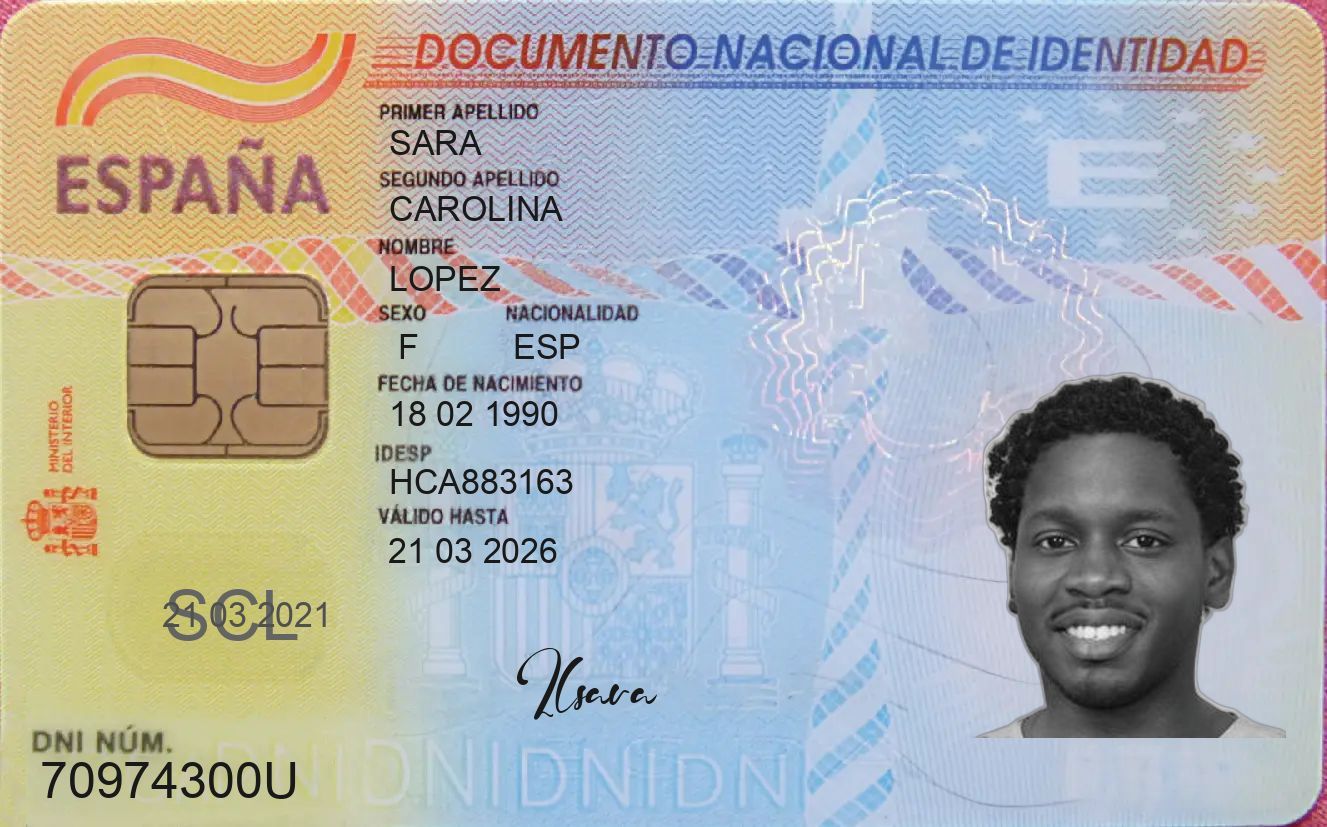 DOCUMENTO NACIONAL DE IDENTIDAD
ESPAÑA
E
PRIMER APELLIDO
SARA
SEGUNDO APELLIDO
CAROLINA
NOMBRE
LOPEZ
SEXO NACIONALIDAD
F ESP
FECHA DE NACIMIENTO
18 02 1990
IDESP
HCA883163
VÁLIDO HASTA
21 03 2026
MINISTERIO
DEL INTERIOR
SCL
21 03 2021
Lsara
DNI NÚM.
70974300U
DNIDNIDNIDNI